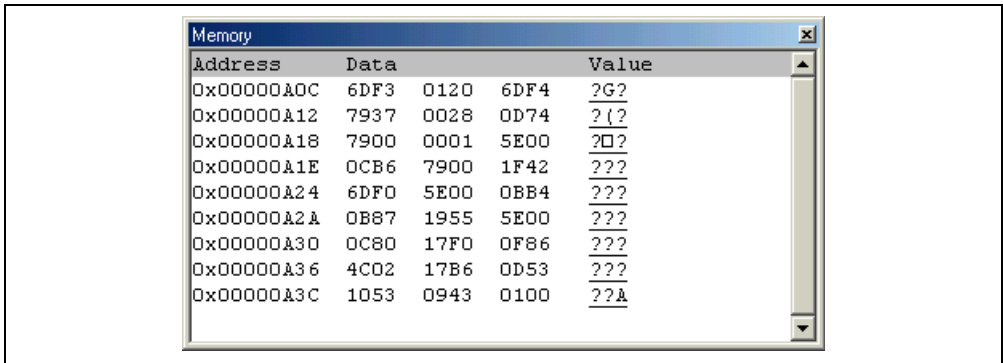 Memory
Address Data Value
0x00000A0C 6DF3 0120 6DF4 ?G?
0x00000A12 7937 0028 0D74 ?(?
0x00000A18 7900 0001 5E00 ?□?
0x00000A1E 0CB6 7900 1F42 ???
0x00000A24 6DF0 5E00 0BB4 ???
0x00000A2A 0B87 1955 5E00 ???
0x00000A30 0C80 17F0 0F86 ???
0x00000A36 4C02 17B6 0D53 ???
0x00000A3C 1053 0943 0100 ??A